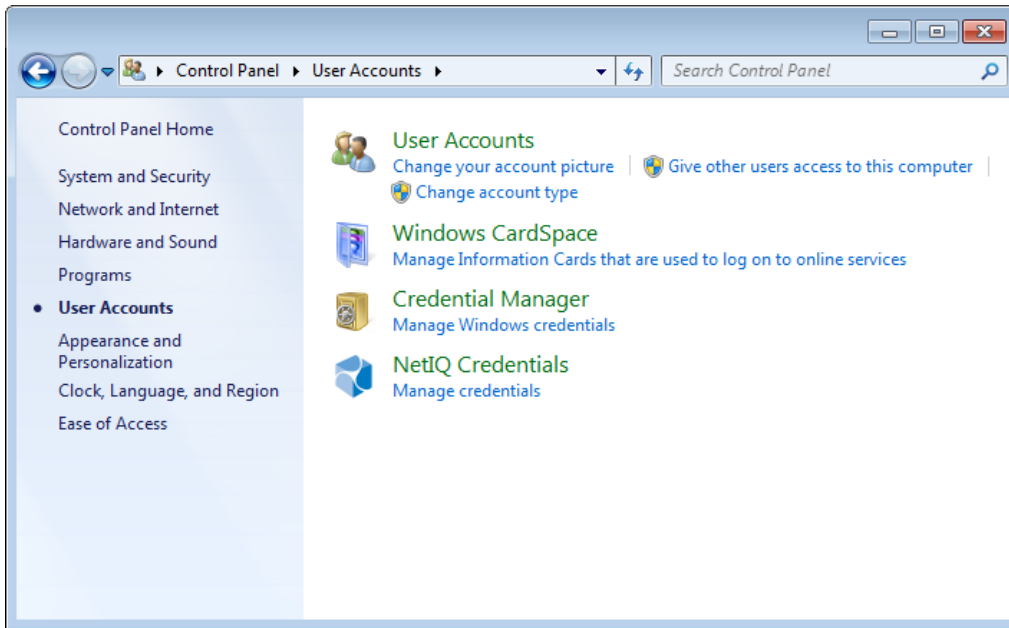 Control Panel User Accounts
Search Control Panel
Control Panel Home
System and Security
Network and Internet
Hardware and Sound
Programs
User Accounts
Appearance and
Personalization
Clock, Language, and Region
Ease of Access
User Accounts
Change your account picture Give other users access to this computer
Change account type
Windows CardSpace
Manage Information Cards that are used to log on to online services
Credential Manager
Manage Windows credentials
NetIQ Credentials
Manage credentials